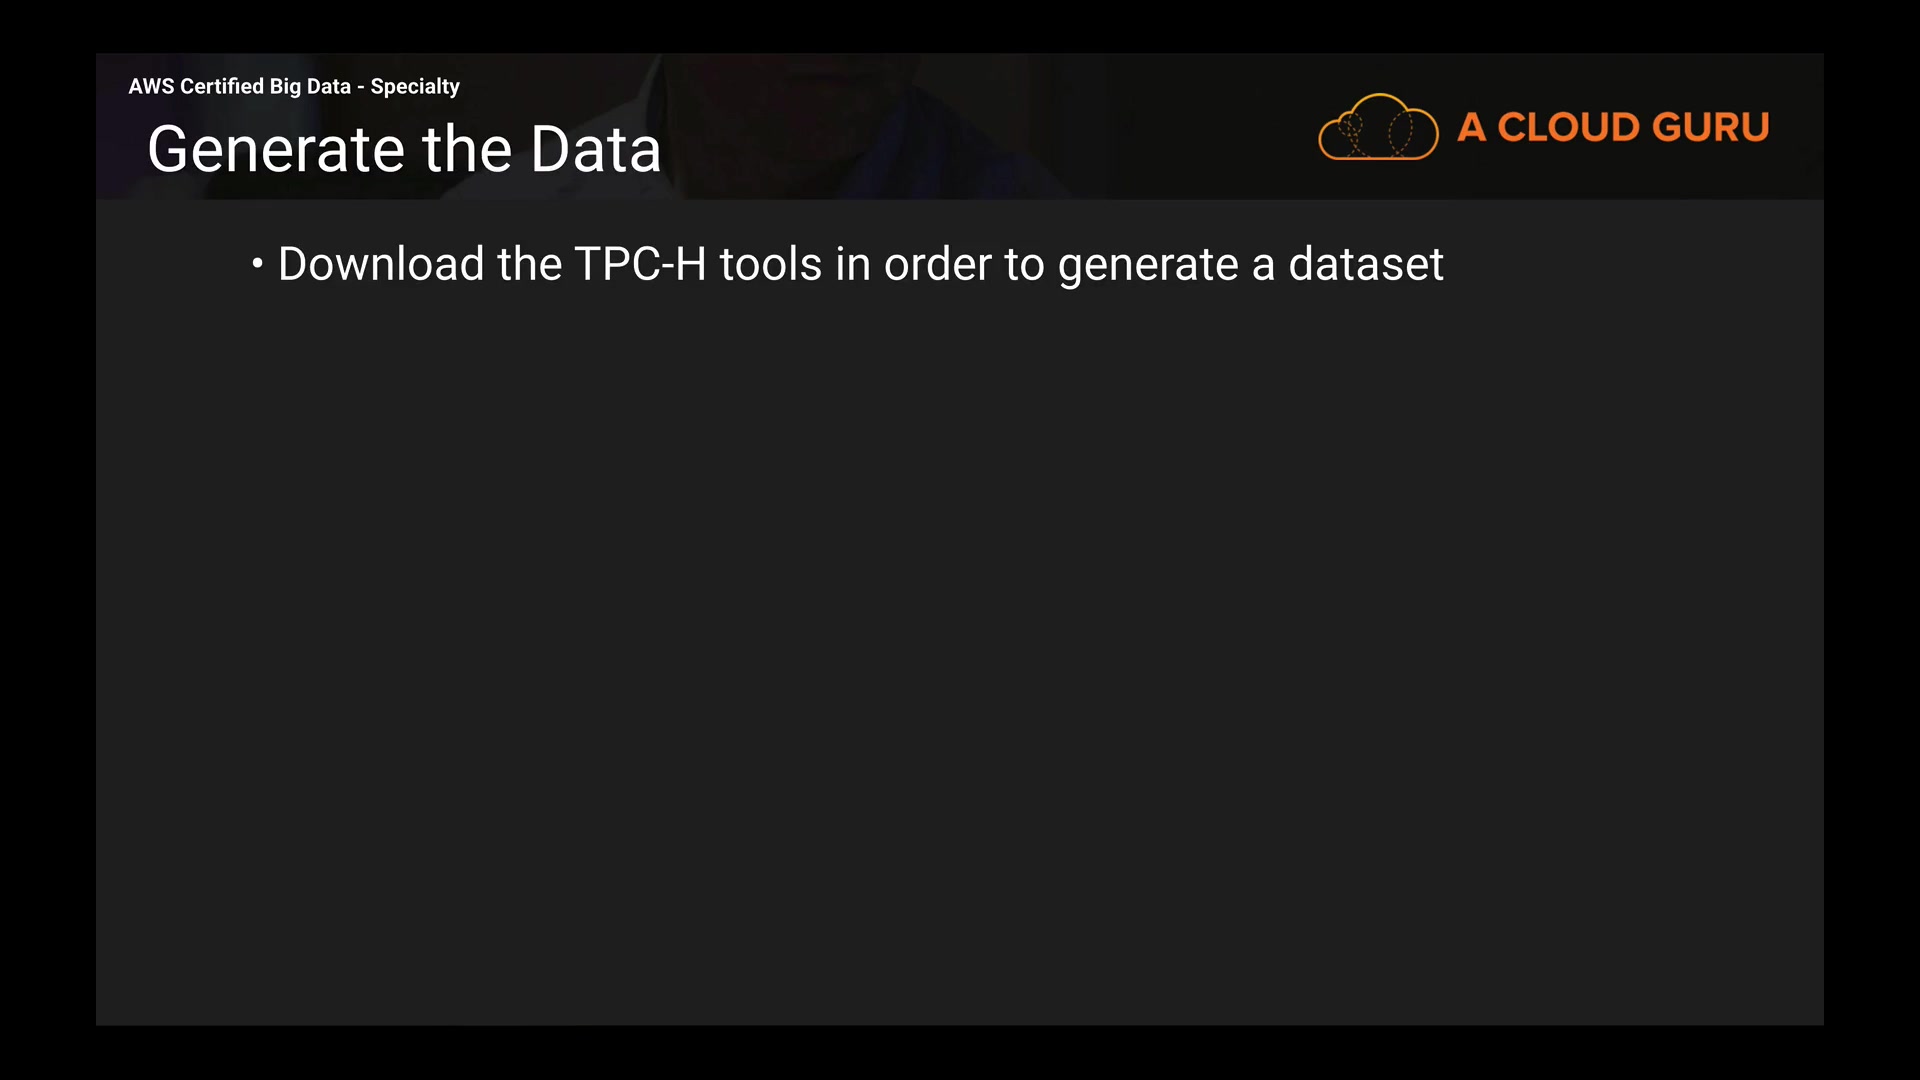 AWS Certified Big Data - Specialty
Generate the Data
A CLOUD GURU
• Download the TPC-H tools in order to generate a dataset